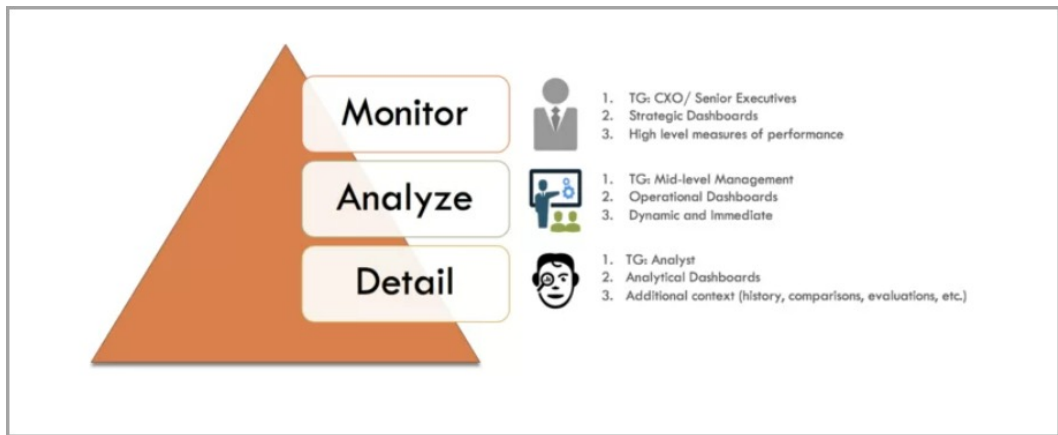 Monitor
1. TG: CXO/ Senior Executives
2. Strategic Dashboards
3. High level measures of performance
Analyze
1. TG: Mid-level Management
2. Operational Dashboards
3. Dynamic and Immediate
Detail
1. TG: Analyst
2. Analytical Dashboards
3. Additional context (history, comparisons, evaluations, etc.)